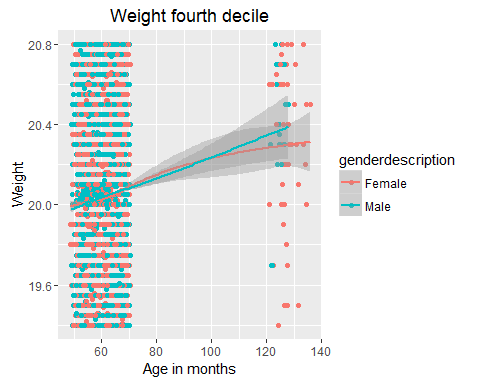 Weight fourth decile
20.8
20.4
20.0
19.6
Weight
60
80
100
120
140
Age in months
genderdescription
Female
Male